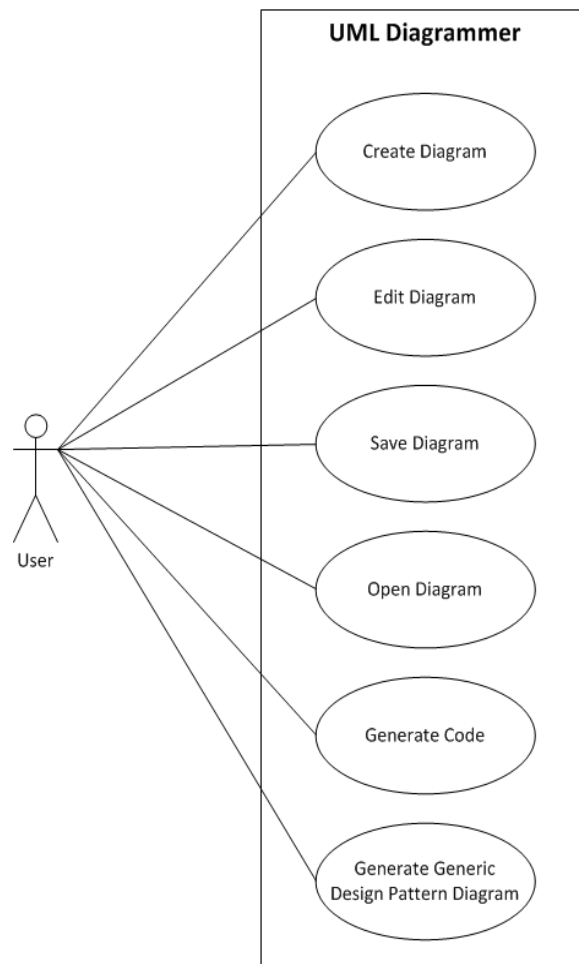 UML Diagrammer
Create Diagram
Edit Diagram
Save Diagram
User
Open Diagram
Generate Code
Generate Generic
Design Pattern Diagram